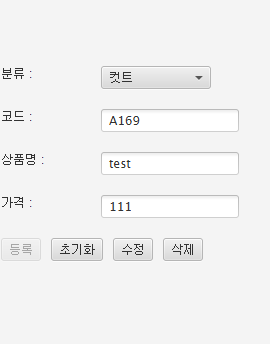 분류 : 컷트
코드 : A169
상품명 : test
가격 : 111
등록 초기화 수정 삭제